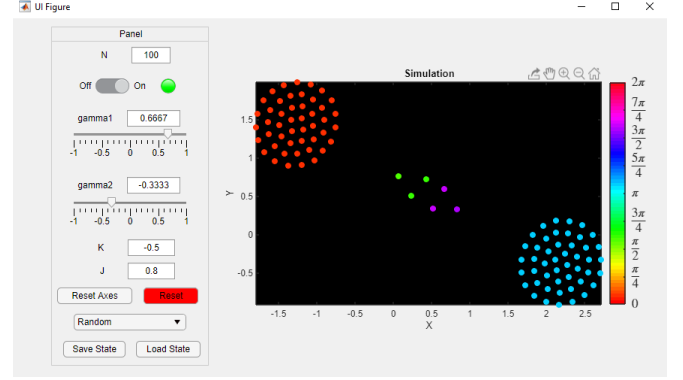 UI Figure
Panel
N 100
Off On
gamma1 0.6667
-1 -0.5 0 0.5 1
gamma2 -0.3333
-1 -0.5 0 0.5 1
K -0.5
J 0.8
Reset Axes Reset
Random
Save State Load State
Simulation
Y
1.5
1
0.5
0
-0.5
-1.5 -1 -0.5 0 0.5 1 1.5 2 2.5
X
2π
7π/4
3π/2
5π/4
π
3π/4
π/2
π/4
0